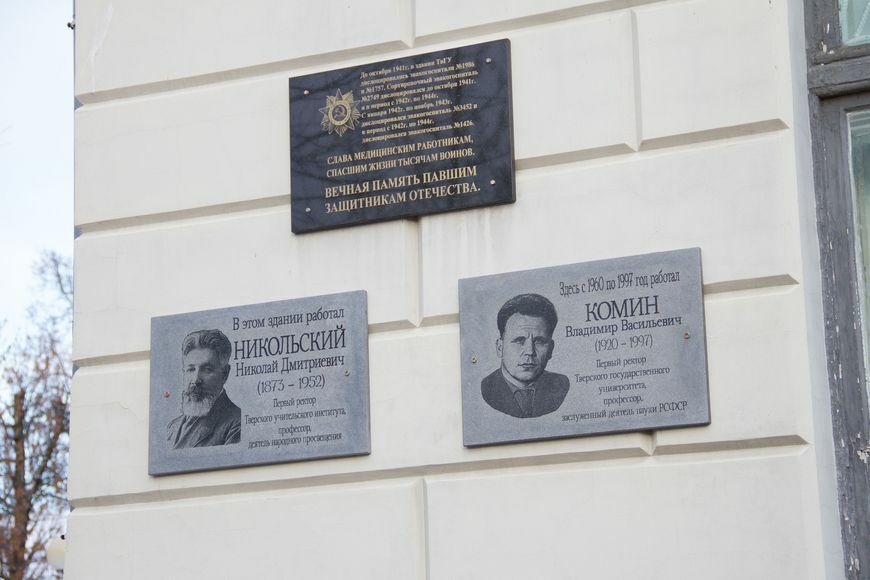 До октября 1941г. в здании ТвГУ
дислоцировались эвакогоспитали №1986
и №1757. Сортировочный эвакогоспиталь
№2749 дислоцировался до октября 1941г.
и в период с 1942г. по 1944г.
С января 1942г. по ноябрь 1943г.
дислоцировался эвакогоспиталь №3452 и
в период с 1942г. по 1944г.
дислоцировался эвакогоспиталь №1426.
СЛАВА МЕДИЦИНСКИМ РАБОТНИКАМ,
СПАСШИМ ЖИЗНИ ТЫСЯЧАМ ВОИНОВ.
ВЕЧНАЯ ПАМЯТЬ ПАВШИМ
ЗАЩИТНИКАМ ОТЕЧЕСТВА.
В этом здании работал
НИКОЛЬСКИЙ
Николай Дмитриевич
(1873 – 1952)
Первый ректор
Тверского учительского института,
профессор,
деятель народного просвещения
Здесь с 1960 по 1997 год работал
КОМИН
Владимир Васильевич
(1920 – 1997)
Первый ректор
Тверского государственного
университета,
профессор,
заслуженный деятель науки РСФСР